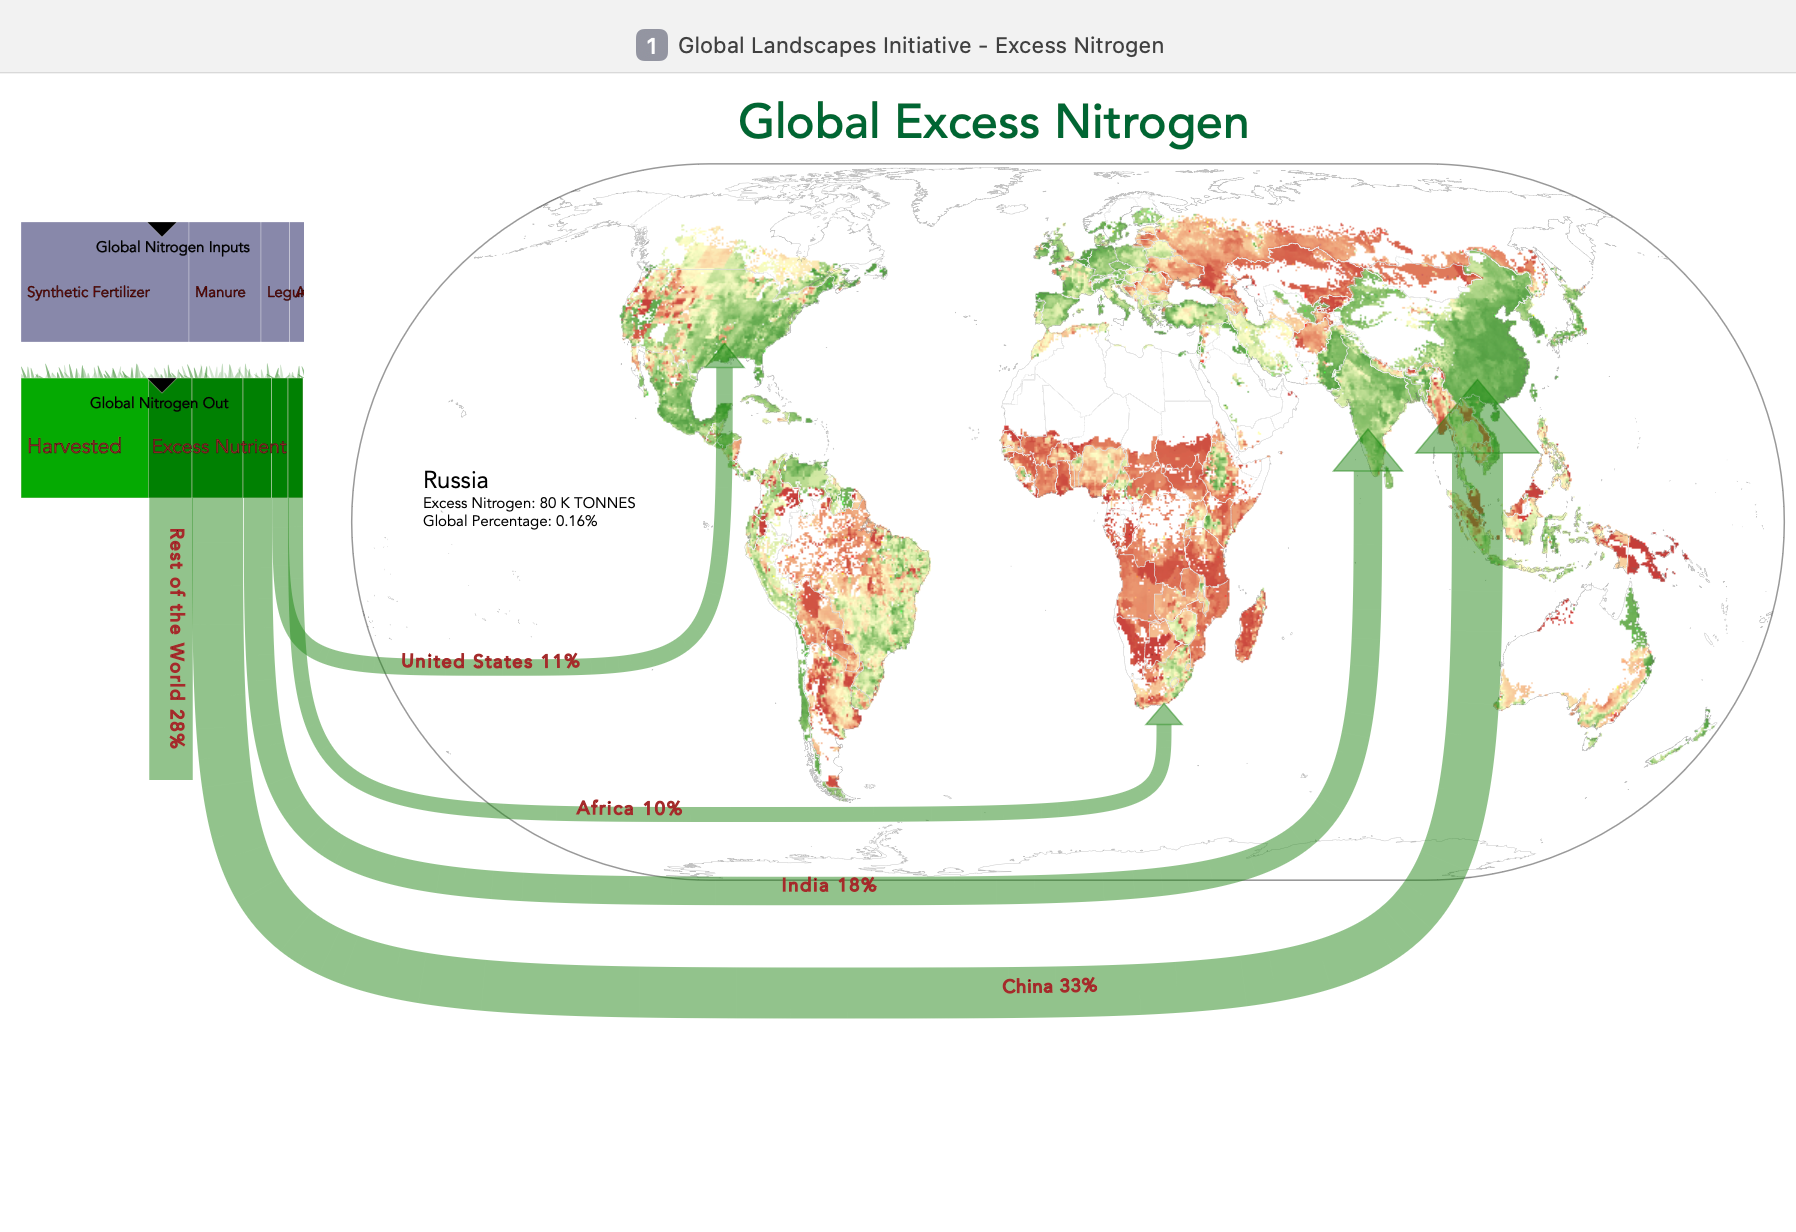 1 Global Landscapes Initiative - Excess Nitrogen
Global Excess Nitrogen
Global Nitrogen Inputs
Synthetic Fertilizer
Manure
Global Nitrogen Out
Harvested
Excess Nutrient
Russia
Excess Nitrogen: 80 K TONNES
Global Percentage: 0.16%
Rest of the World 28%
United States 11%
Africa 10%
India 18%
China 33%